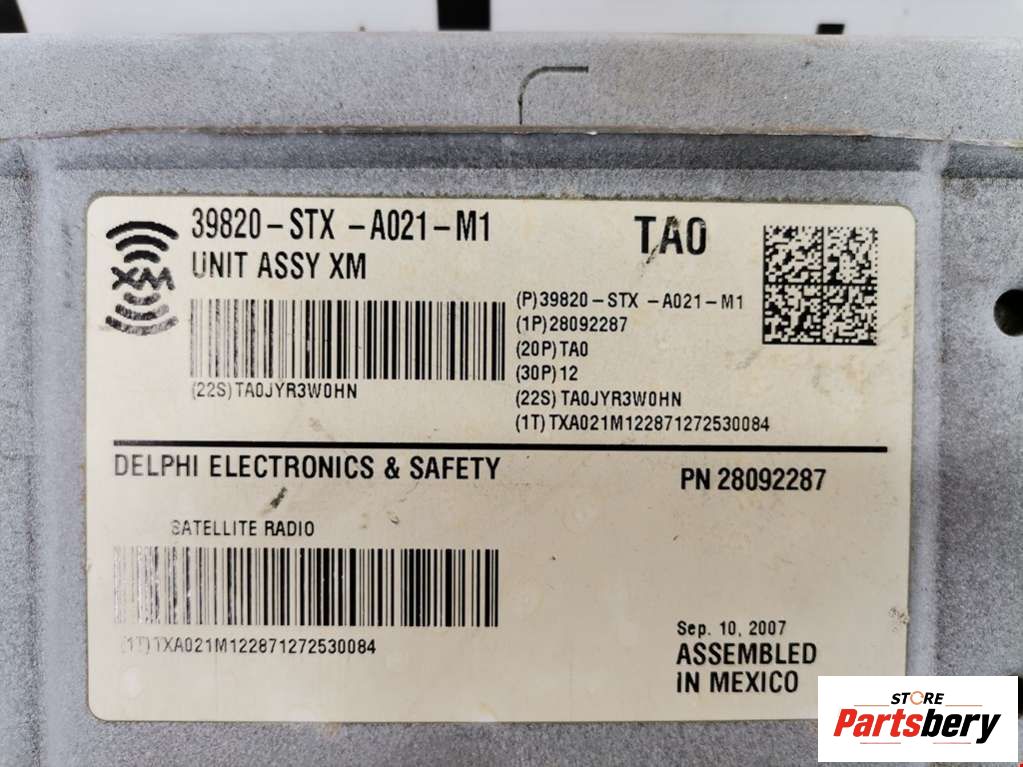 39820-STX -A021-M1
UNIT ASSY XM
TA0
XM
(22S)TA0JYR3W0HN
(P)39820-STX -A021-M1
(1P)28092287
(20P)TA0
(30P)12
(22S)TA0JYR3W0HN
(1T)TXA021M122871272530084
DELPHI ELECTRONICS & SAFETY
PN 28092287
SATELLITE RADIO
(1T)TXA021M122871272530084
Sep. 10, 2007
ASSEMBLED
IN MEXICO
STORE
Partsbery